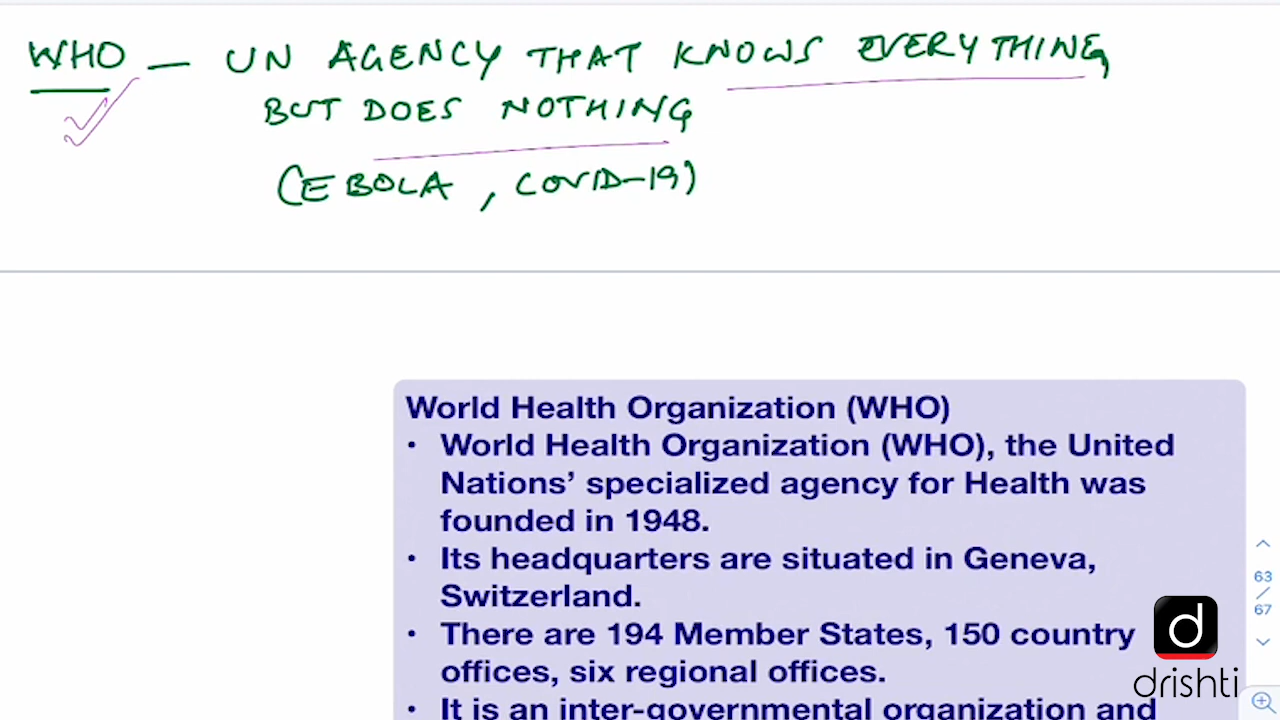 WHO — UN AGENCY THAT KNOWS EVERYTHING
BUT DOES NOTHING
(EBOLA, COVID-19)
World Health Organization (WHO)
• World Health Organization (WHO), the United
Nations’ specialized agency for Health was
founded in 1948.
• Its headquarters are situated in Geneva,
Switzerland.
• There are 194 Member States, 150 country
offices, six regional offices.
• It is an inter-governmental organization and
63
/
67
d
drishti